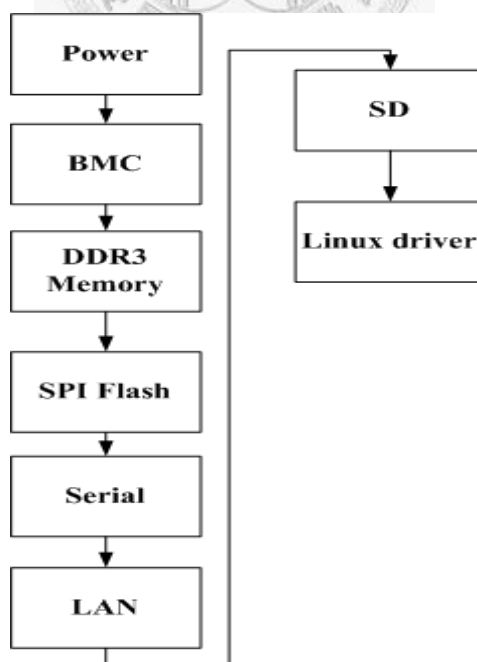 Power
BMC
DDR3
Memory
SPI Flash
Serial
LAN
SD
Linux driver